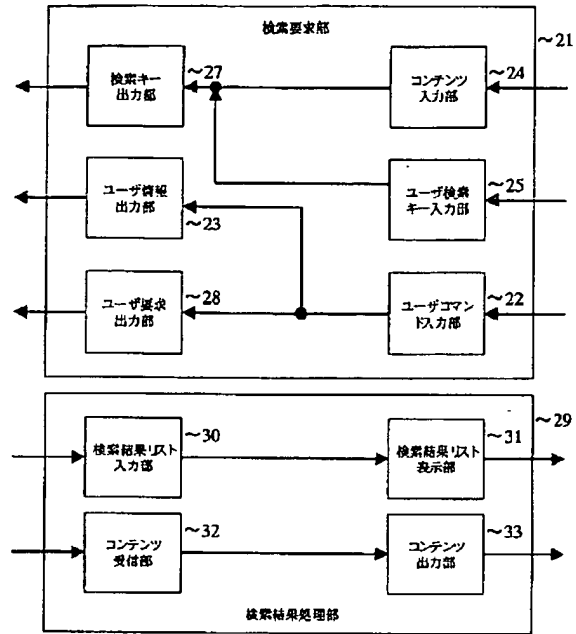 検索要求部
~21
検索キー
出力部
~27
コンテンツ
入力部
~24
ユーザ情報
出力部
~23
ユーザ検索
キー入力部
~25
ユーザ要求
出力部
~28
ユーザコマン
ド入力部
~22
~29
検索結果リスト
入力部
~30
検索結果リスト
表示部
~31
コンテンツ
受信部
~32
コンテンツ
出力部
~33
検索結果処理部